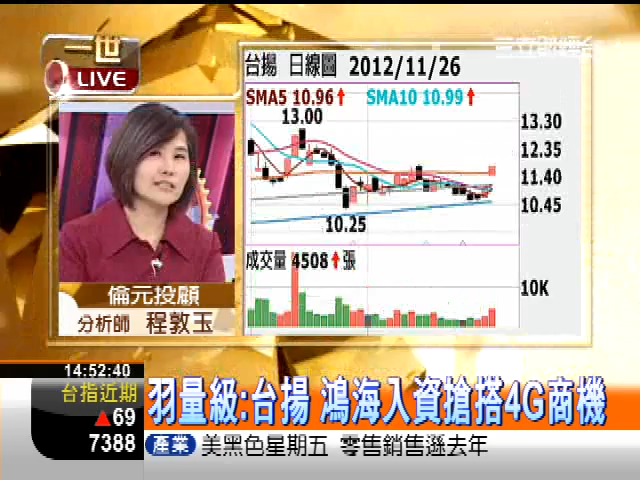 一世
LIVE
台揚 日線圖 2012/11/26
SMA5 10.96 SMA10 10.99
13.00
13.30
12.35
11.40
10.45
10.25
成交量 4508 張
10K
倫元投顧
分析師 程敦玉
14:52:40
台指近期
▲69
7388
羽量級:台揚 鴻海入資搶搭4G商機
產業 美黑色星期五 零售銷售遜去年